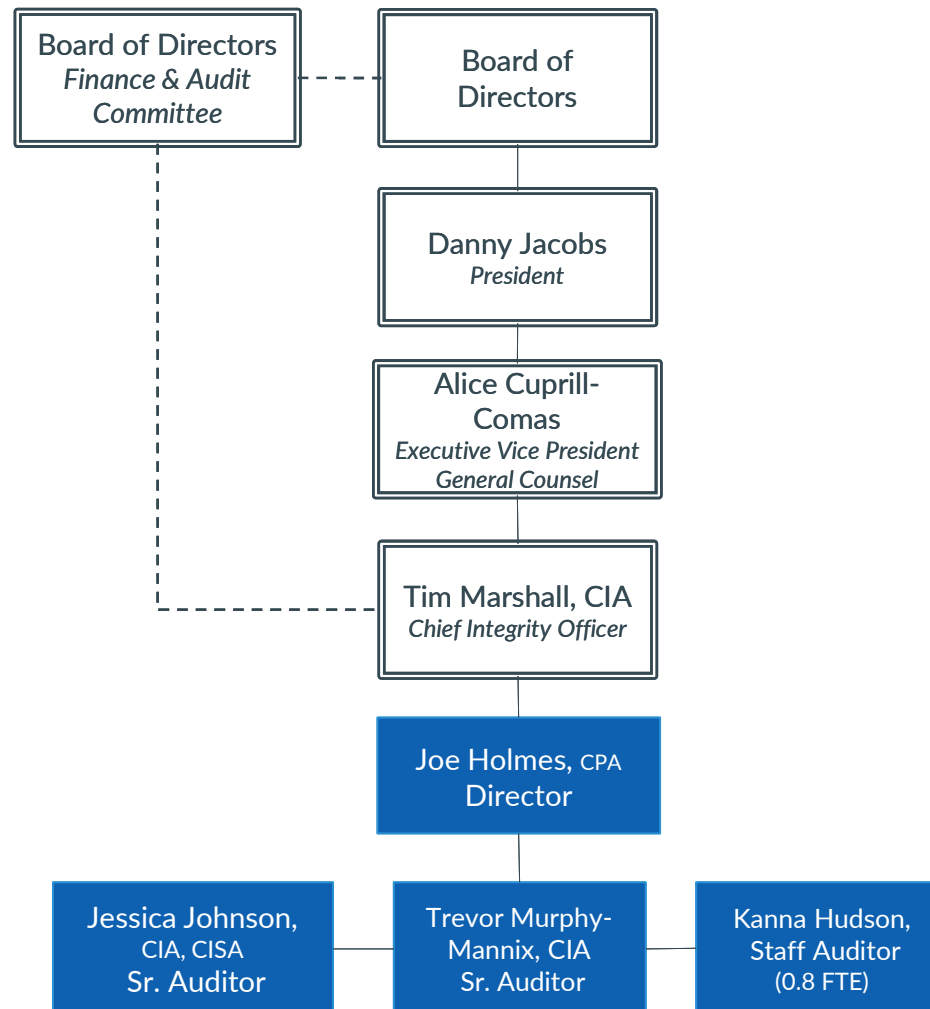 Board of Directors
Finance & Audit
Committee
Board of
Directors
Danny Jacobs
President
Alice Cuprill-
Comas
Executive Vice President
General Counsel
Tim Marshall, CIA
Chief Integrity Officer
Joe Holmes, CPA
Director
Jessica Johnson,
CIA, CISA
Sr. Auditor
Trevor Murphy-
Mannix, CIA
Sr. Auditor
Kanna Hudson,
Staff Auditor
(0.8 FTE)